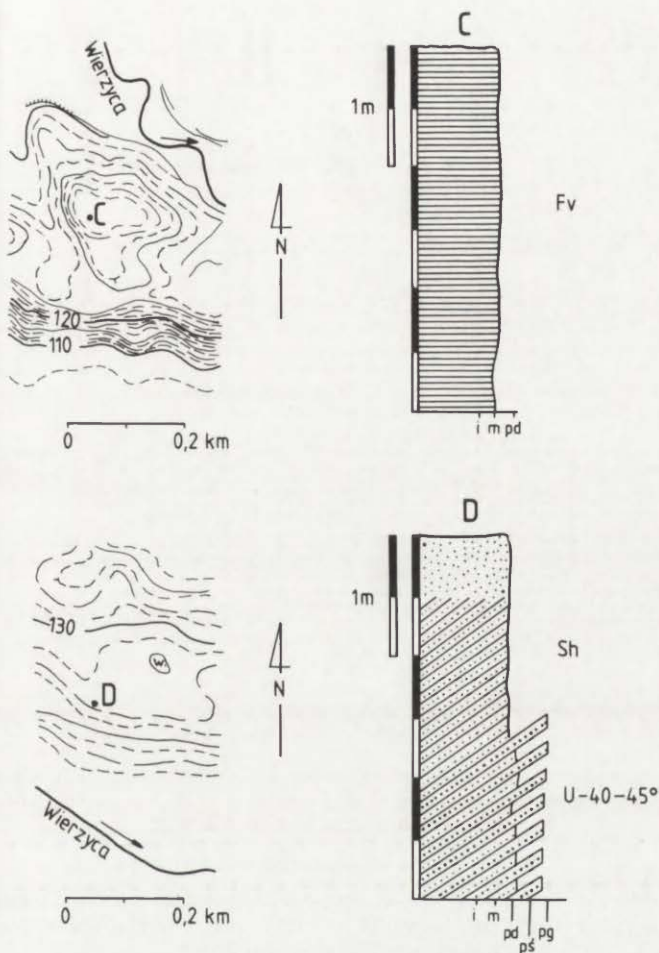 Wierzyca
C
N
120
110
0 0,2 km
C
1m
Fv
i m pd
130
W
D
N
Wierzyca
0 0,2 km
D
1m
Sh
U-40-45°
i m
pd pś pg